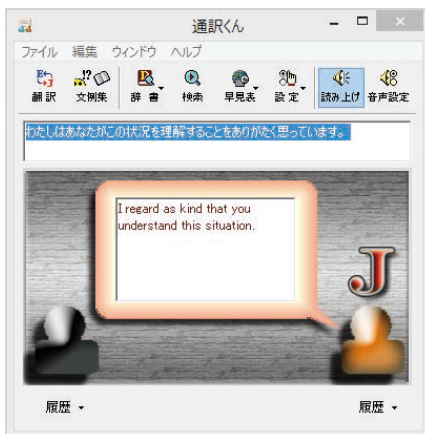 通訳くん
ファイル 編集 ウィンドウ ヘルプ
翻訳 文例集 辞書 検索 早見表 設定 読み上げ 音声設定
わたしはあなたがこの状況を理解することをありがたく思っています。
I regard as kind that you
understand this situation.
J
履歴 履歴